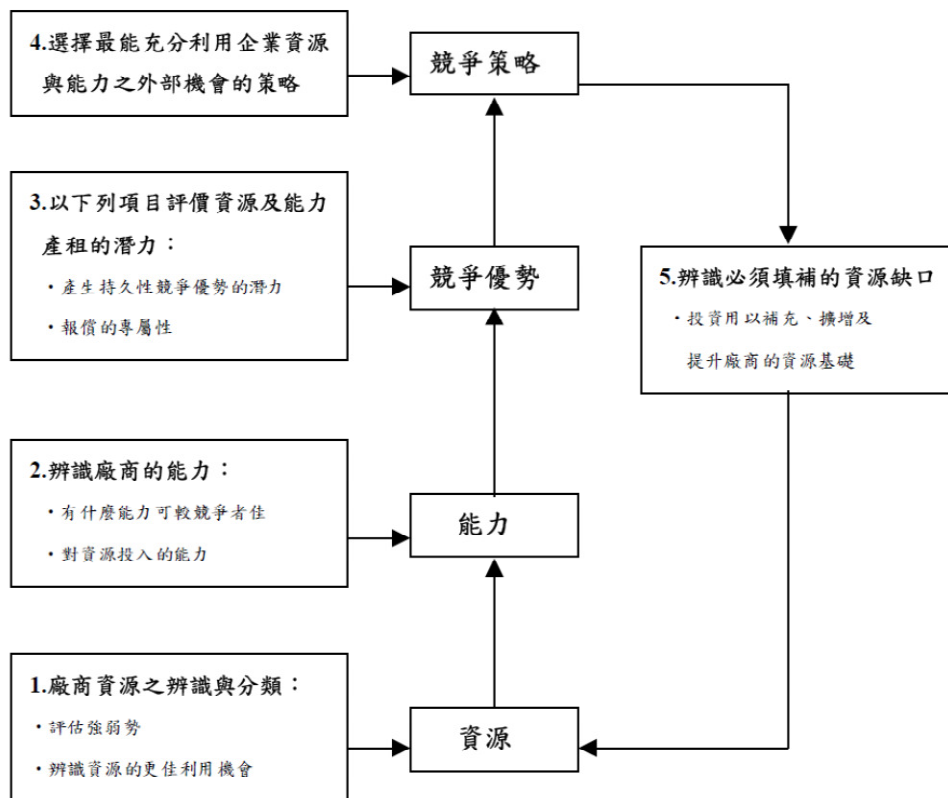 4.選擇最能充分利用企業資源
與能力之外部機會的策略
競爭策略
3.以下列項目評價資源及能力
產租的潛力：
・產生持久性競爭優勢的潛力
・報償的專屬性
競爭優勢
5.辨識必須填補的資源缺口
・投資用以補充、擴增及
提升廠商的資源基礎
2.辨識廠商的能力：
・有什麼能力可較競爭者佳
・對資源投入的能力
能力
1.廠商資源之辨識與分類：
・評估強弱勢
・辨識資源的更佳利用機會
資源